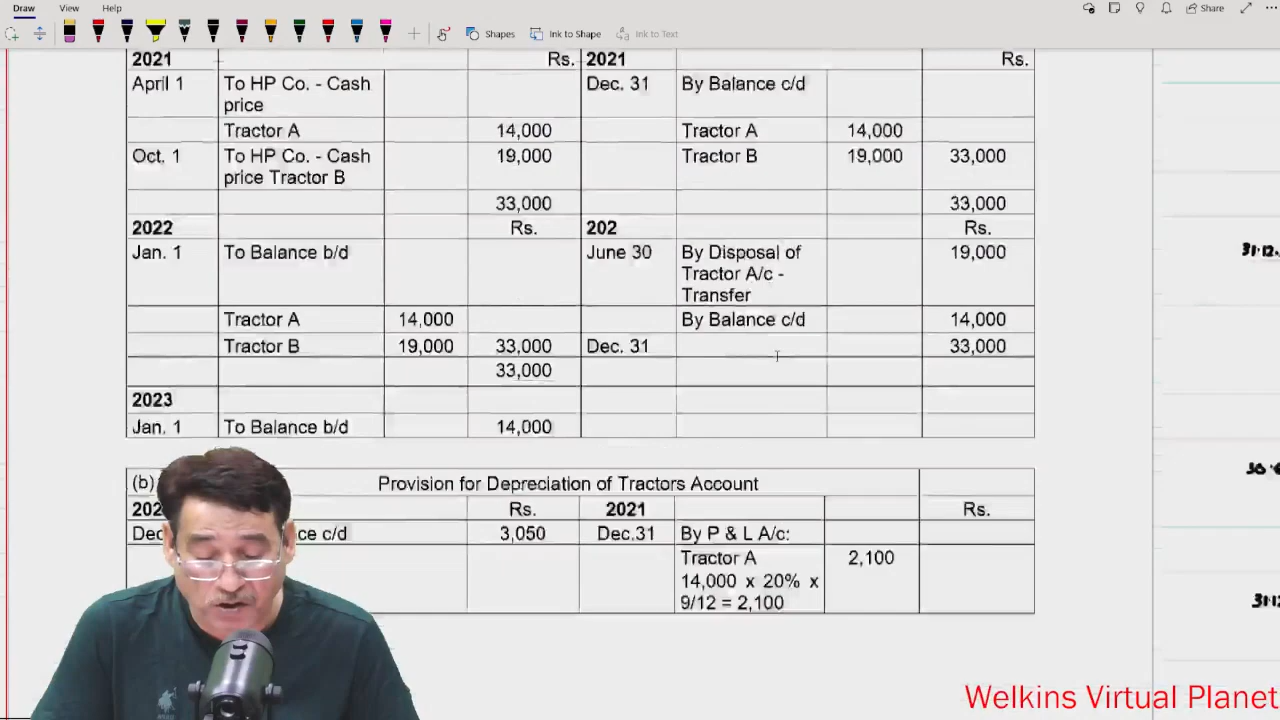 Draw View Help
Shapes Ink to Shape Ink to Text Share
2021 Rs. 2021 Rs.
April 1 To HP Co. - Cash Dec. 31 By Balance c/d
price
Tractor A 14,000 Tractor A 14,000
Oct. 1 To HP Co. - Cash 19,000 Tractor B 19,000 33,000
price Tractor B
33,000 33,000
2022 Rs. 202 Rs.
Jan. 1 To Balance b/d June 30 By Disposal of 19,000
Tractor A/c -
Transfer
Tractor A 14,000 By Balance c/d 14,000
Tractor B 19,000 33,000 Dec. 31 33,000
33,000
2023
Jan. 1 To Balance b/d 14,000
(b) Provision for Depreciation of Tractors Account
202 Rs. 2021 Rs.
Dec ce c/d 3,050 Dec.31 By P & L A/c:
Tractor A 2,100
14,000 x 20% x
9/12 = 2,100
31.12.
Welkins Virtual Planet